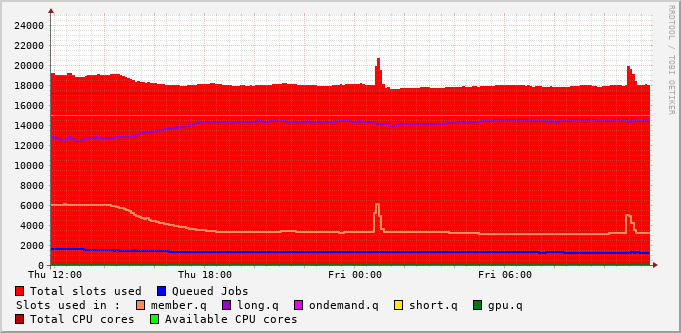 RRDTOOL / TOBI OETIKER
24000
22000
20000
18000
16000
14000
12000
10000
8000
6000
4000
2000
0
Thu 12:00 Thu 18:00 Fri 00:00 Fri 06:00
Total slots used Queued Jobs
Slots used in : member.q long.q ondemand.q short.q gpu.q
Total CPU cores Available CPU cores